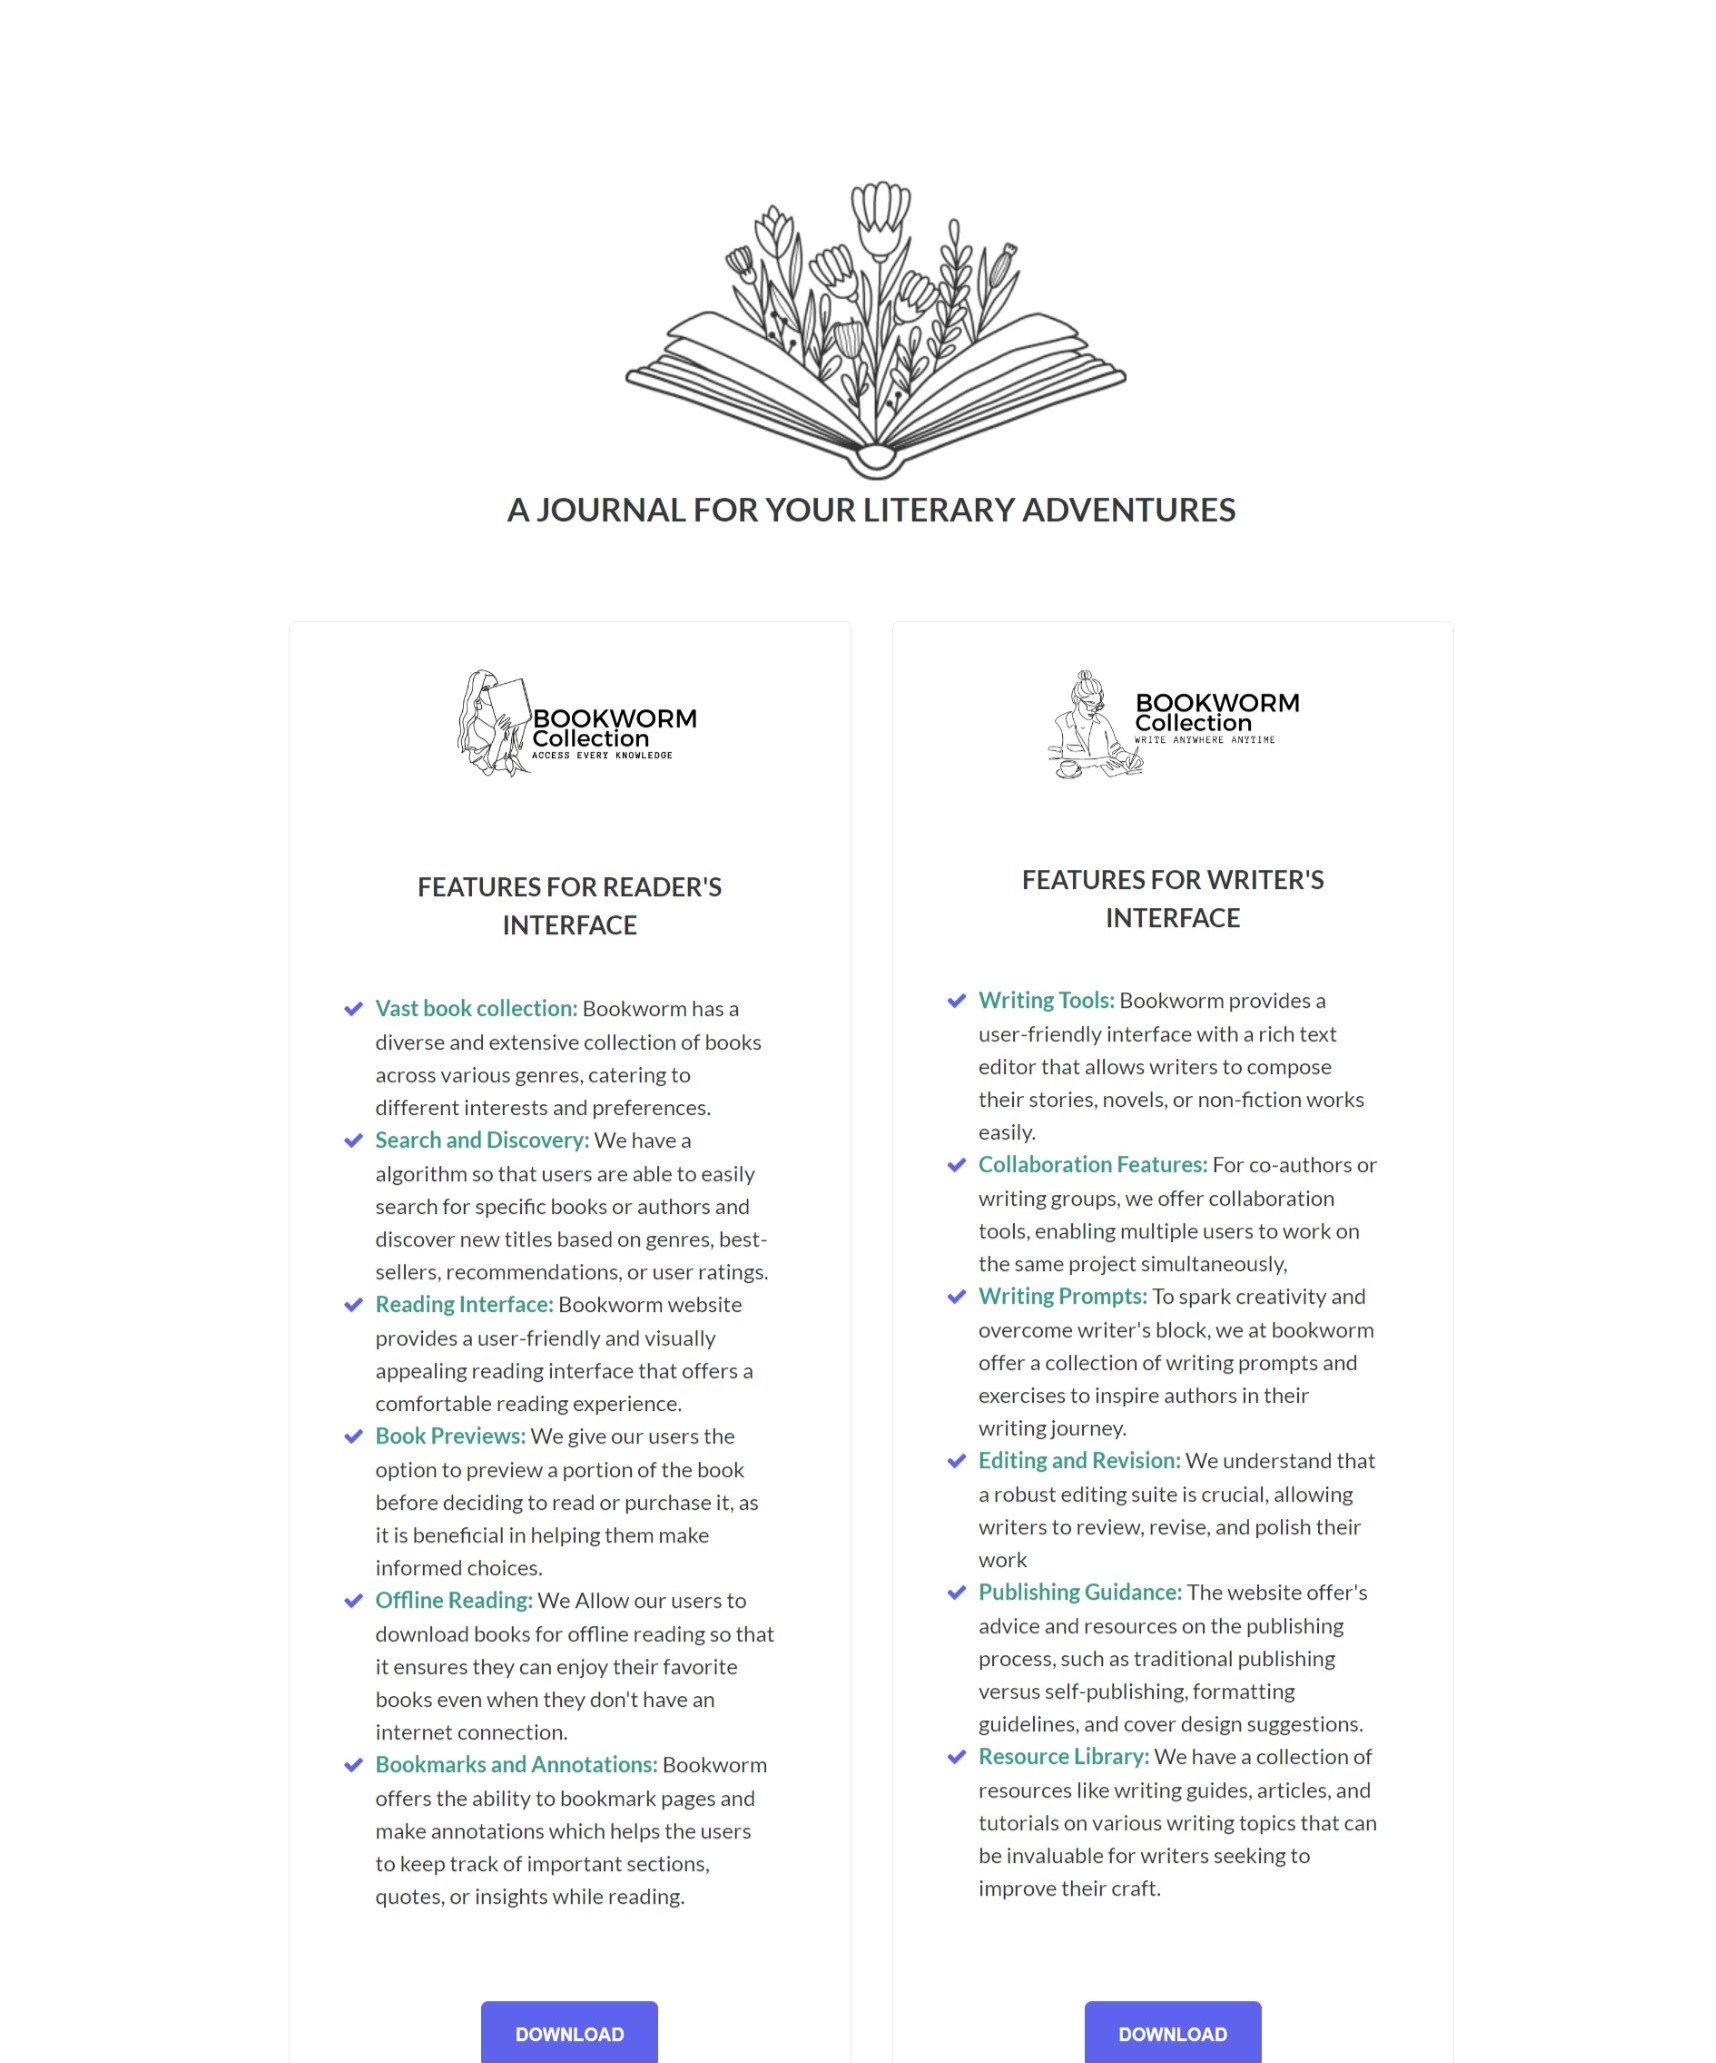 A JOURNAL FOR YOUR LITERARY ADVENTURES
BOOKWORM
Collection
ACCESS EVERY KNOWLEDGE
FEATURES FOR READER'S
INTERFACE
Vast book collection: Bookworm has a
diverse and extensive collection of books
across various genres, catering to
different interests and preferences.
Search and Discovery: We have a
algorithm so that users are able to easily
search for specific books or authors and
discover new titles based on genres, best-
sellers, recommendations, or user ratings.
Reading Interface: Bookworm website
provides a user-friendly and visually
appealing reading interface that offers a
comfortable reading experience.
Book Previews: We give our users the
option to preview a portion of the book
before deciding to read or purchase it, as
it is beneficial in helping them make
informed choices.
Offline Reading: We Allow our users to
download books for offline reading so that
it ensures they can enjoy their favorite
books even when they don't have an
internet connection.
Bookmarks and Annotations: Bookworm
offers the ability to bookmark pages and
make annotations which helps the users
to keep track of important sections,
quotes, or insights while reading.
DOWNLOAD
BOOKWORM
Collection
WRITE ANYWHERE ANYTIME
FEATURES FOR WRITER'S
INTERFACE
Writing Tools: Bookworm provides a
user-friendly interface with a rich text
editor that allows writers to compose
their stories, novels, or non-fiction works
easily.
Collaboration Features: For co-authors or
writing groups, we offer collaboration
tools, enabling multiple users to work on
the same project simultaneously,
Writing Prompts: To spark creativity and
overcome writer's block, we at bookworm
offer a collection of writing prompts and
exercises to inspire authors in their
writing journey.
Editing and Revision: We understand that
a robust editing suite is crucial, allowing
writers to review, revise, and polish their
work
Publishing Guidance: The website offer's
advice and resources on the publishing
process, such as traditional publishing
versus self-publishing, formatting
guidelines, and cover design suggestions.
Resource Library: We have a collection of
resources like writing guides, articles, and
tutorials on various writing topics that can
be invaluable for writers seeking to
improve their craft.
DOWNLOAD